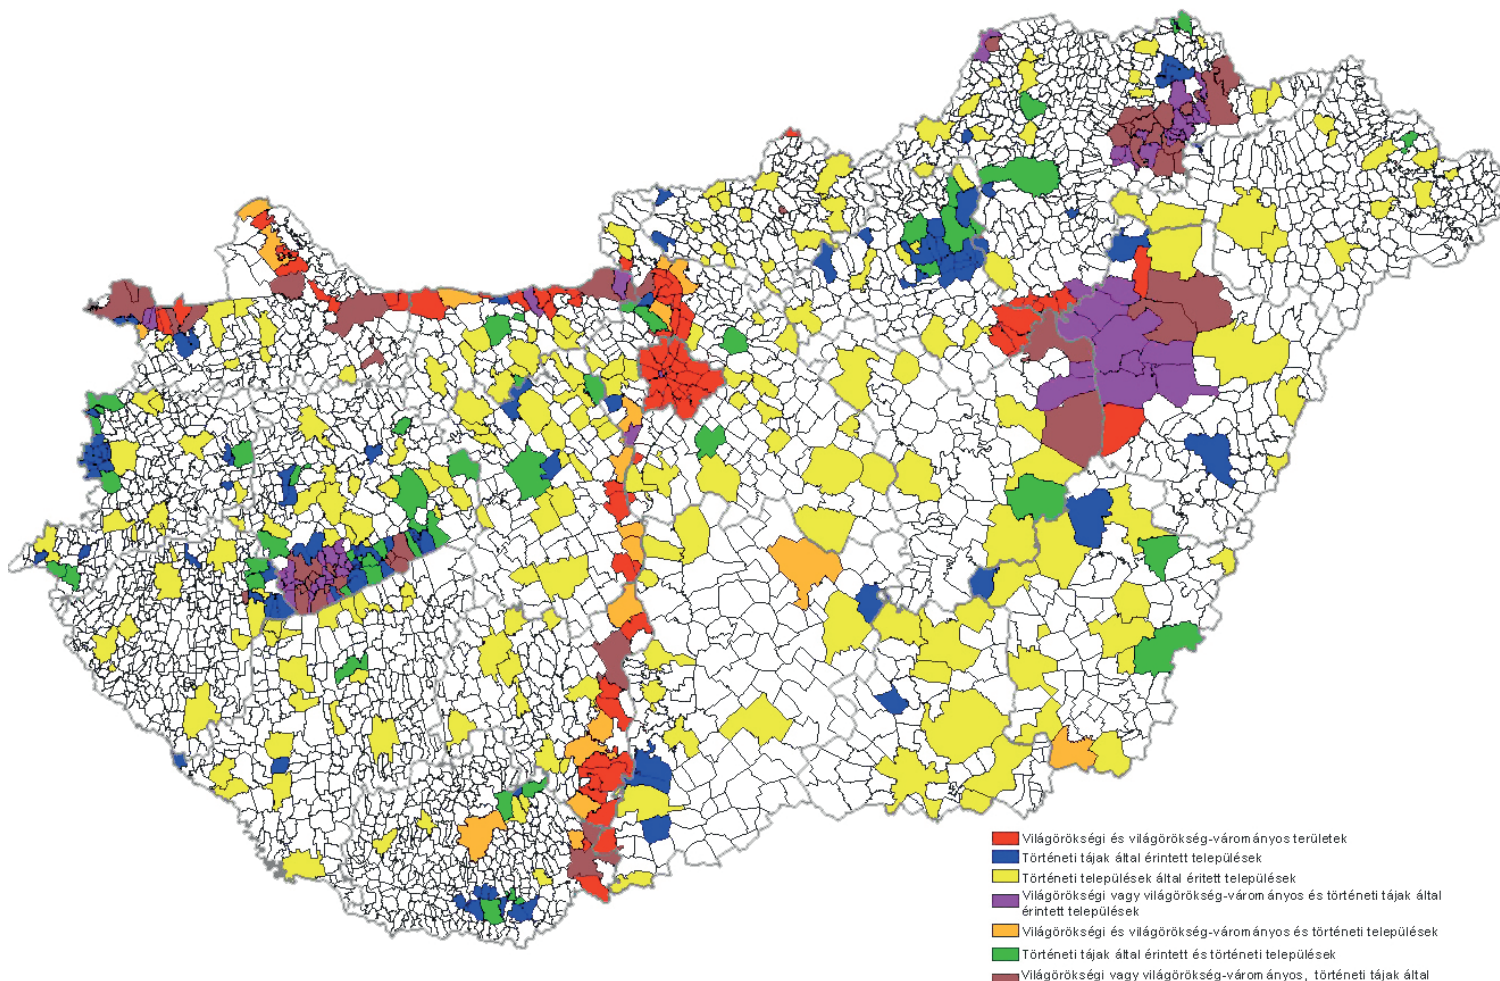 Világörökségi és világörökség-várományos területek
Történeti tájak által érintett települések
Történeti települések által éritett települések
Világörökségi vagy világörökség-várományos és történeti tájak által
érintett települések
Világörökségi és világörökség-várományos és történeti települések
Történeti tájak által érintett és történeti települések
Világörökségi vagy világörökség-várományos, történeti tájak által